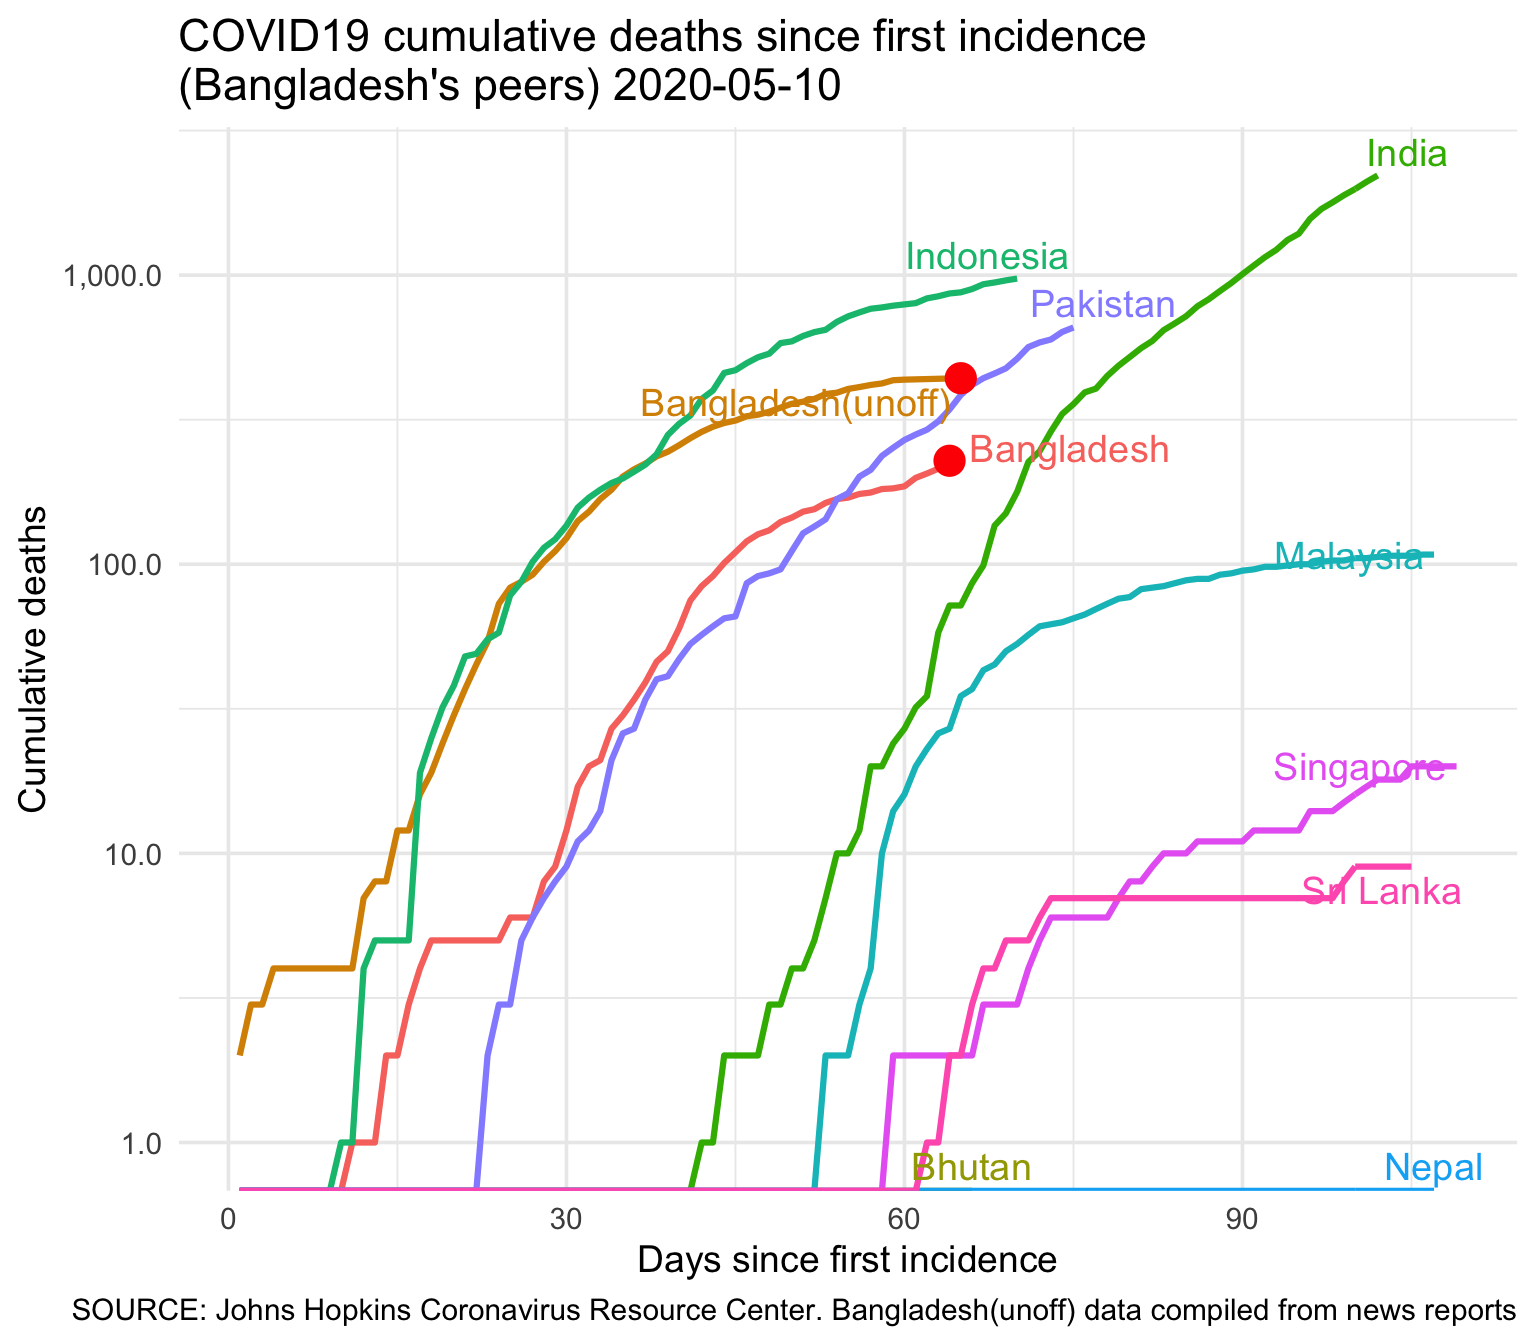 COVID19 cumulative deaths since first incidence
(Bangladesh's peers) 2020-05-10
India
Indonesia
1,000.0
Pakistan
Bangladesh(unoff)
Bangladesh
Malaysia
100.0
Cumulative deaths
Singapore
10.0
Sri Lanka
1.0
Bhutan
Nepal
0 30 60 90
Days since first incidence
SOURCE: Johns Hopkins Coronavirus Resource Center. Bangladesh(unoff) data compiled from news reports